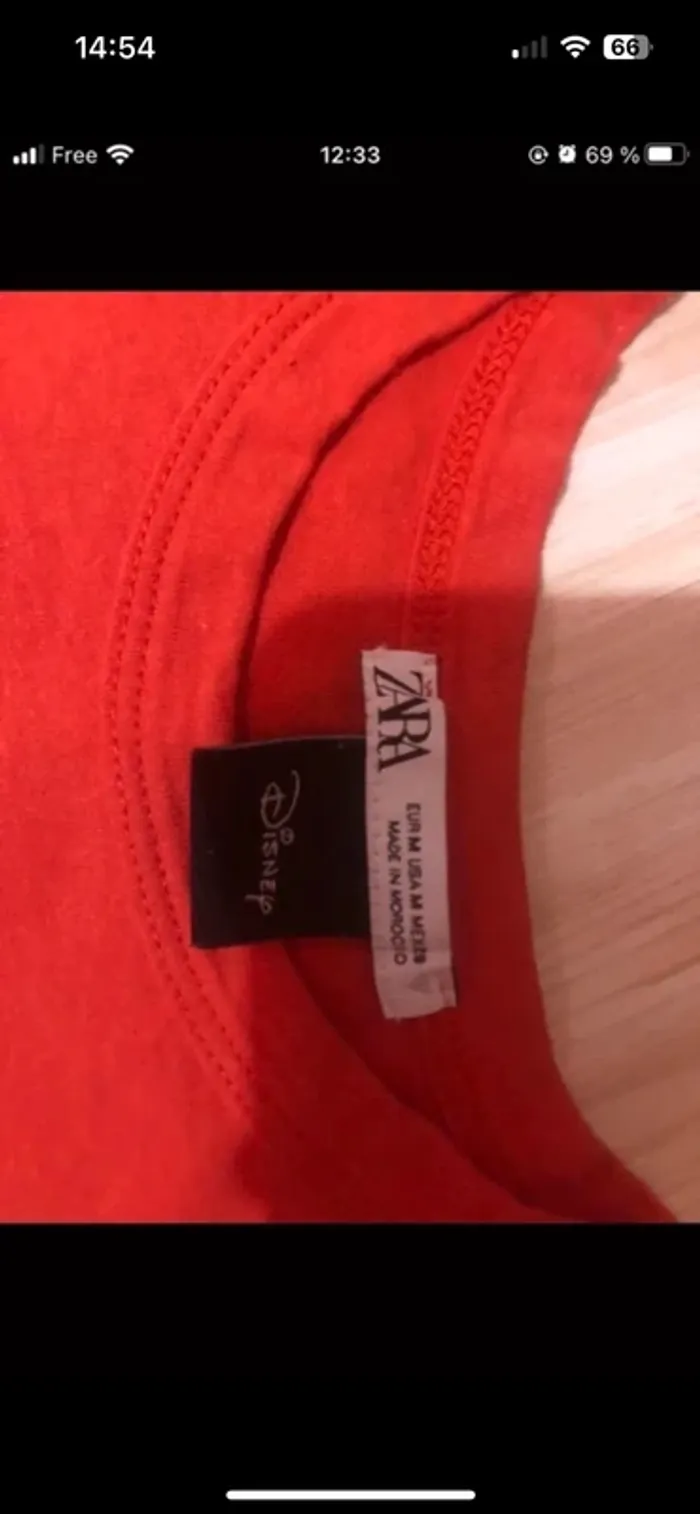 14:54
66
Free
12:33
69 %
ZARA
EUR M USA M MEX 28
MADE IN MOROCCO
Disney